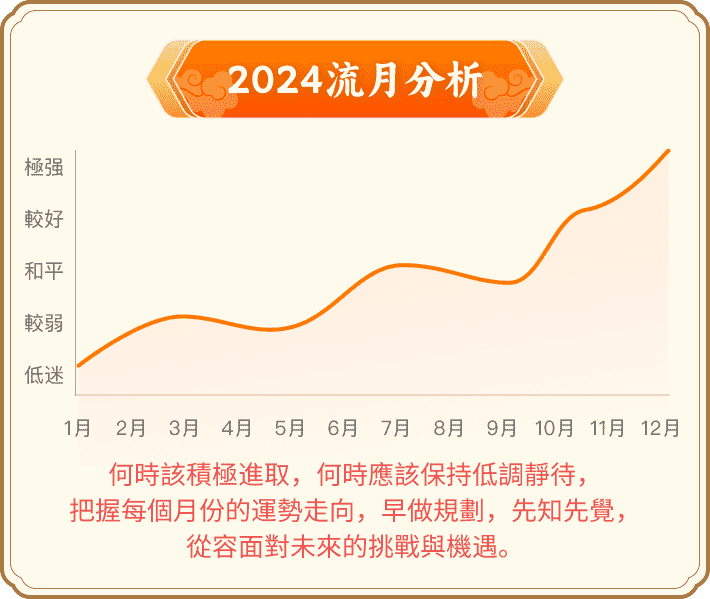 2024流月分析
極强
較好
和平
較弱
低迷
1月 2月 3月 4月 5月 6月 7月 8月 9月 10月 11月 12月
何時該積極進取，何時應該保持低調靜待，
把握每個月份的運勢走向，早做規劃，先知先覺，
從容面對未來的挑戰與機遇。